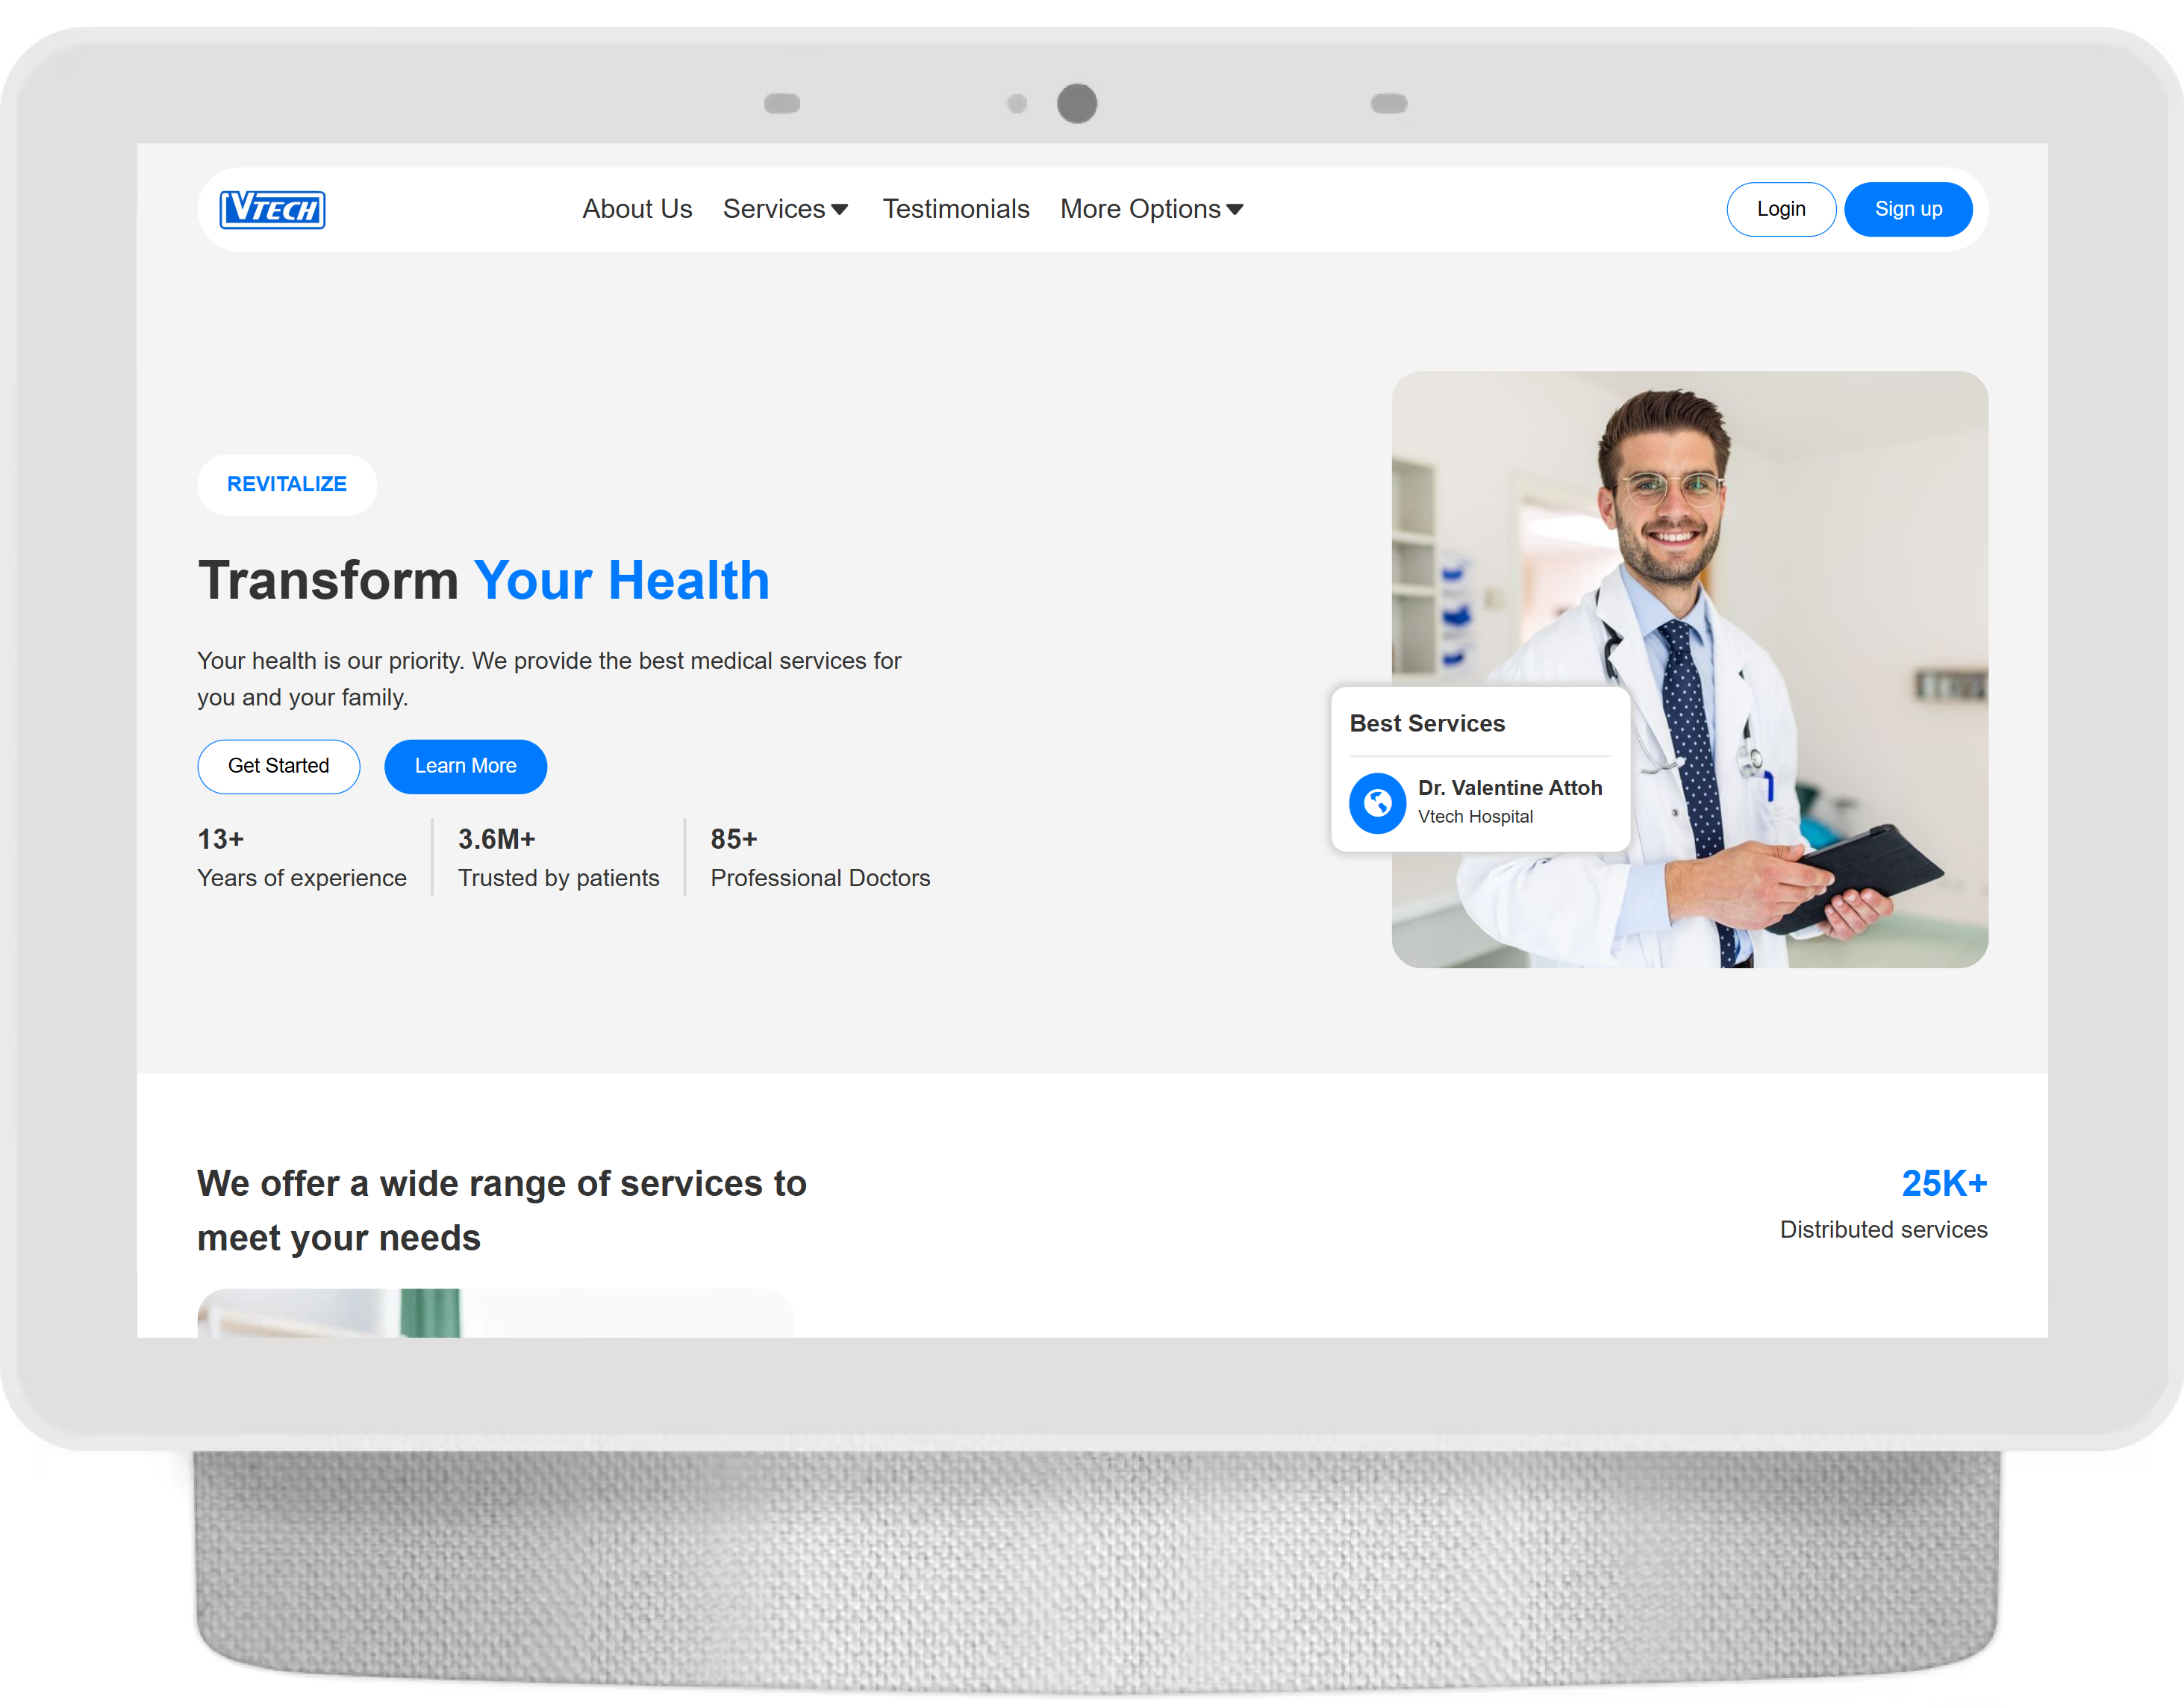 VTECH
About Us Services Testimonials More Options
Login Sign up
REVITALIZE
Transform Your Health
Your health is our priority. We provide the best medical services for
you and your family.
Get Started Learn More
13+
Years of experience
3.6M+
Trusted by patients
85+
Professional Doctors
Best Services
Dr. Valentine Attoh
Vtech Hospital
We offer a wide range of services to
meet your needs
25K+
Distributed services